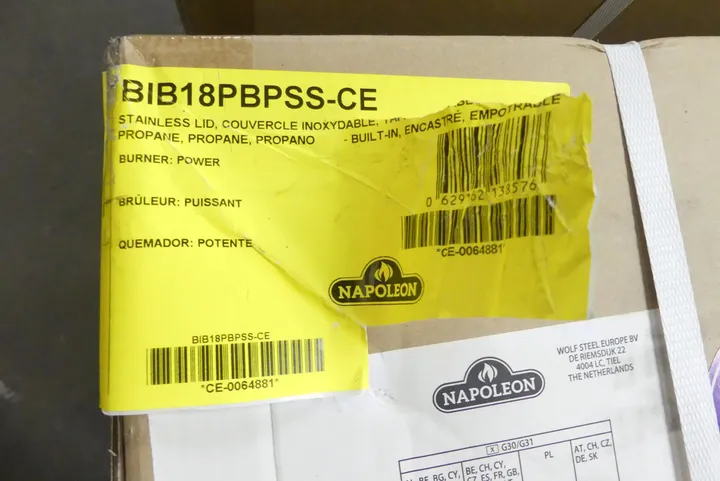 BIB18PBPSS-CE
STAINLESS LID, COUVERCLE INOXYDABLE,
PROPANE, PROPANE, PROPANO - BUILT-IN, ENCASTRÉ, EMPOTRABLE
BURNER: POWER
BRÛLEUR: PUISSANT
QUEMADOR: POTENTE
0 629162 138576
*CE-0064881*
NAPOLEON
BIB18PBPSS-CE
*CE-0064881*
NAPOLEON
WOLF STEEL EUROPE BV
DE RIEMSDIJK 22
4004 LC, TIEL
THE NETHERLANDS
x G30/G31
BE, BG, CY,
BE, CH, CY,
CZ, ES, FR, GB,
PL
AT, CH, CZ,
DE, SK